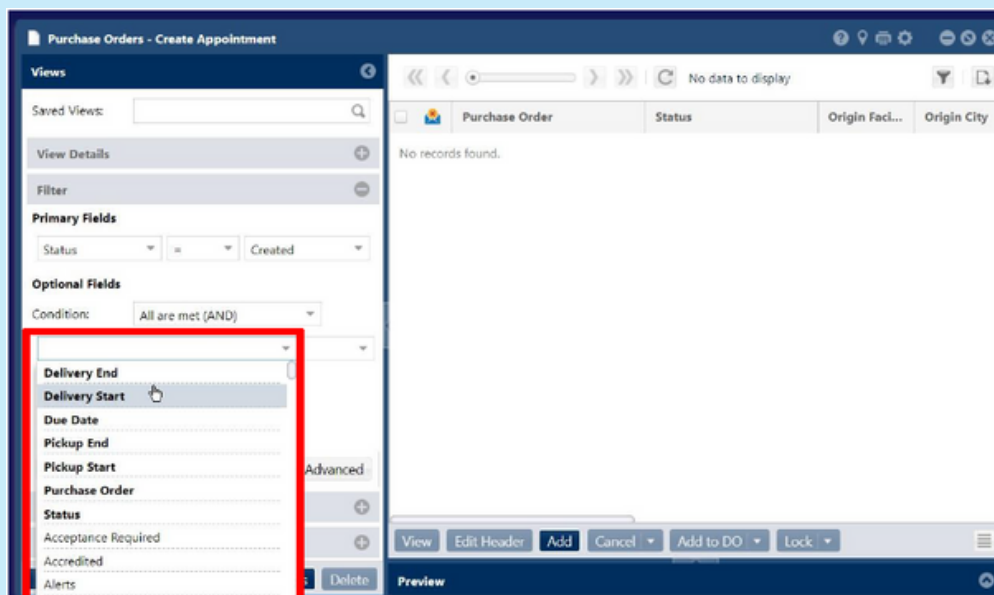 Purchase Orders - Create Appointment
Views
Saved Views:
View Details
Filter
Primary Fields
Status = Created
Optional Fields
Condition: All are met (AND)
Delivery End
Delivery Start
Due Date
Pickup End
Pickup Start
Advanced
Purchase Order
Status
Acceptance Required
Accredited
Alerts
Delete
No data to display
Purchase Order Status Origin Faci... Origin City
No records found.
View Edit Header Add Cancel Add to DO Lock
Preview